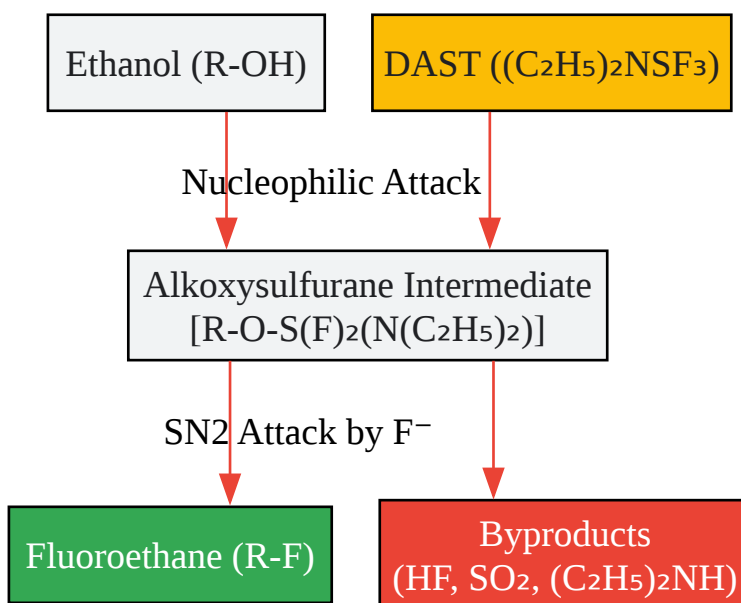 Ethanol (R-OH)
DAST ((C₂H₅)₂NSF₃)
Nucleophilic Attack
Alkoxysulfurane Intermediate
[R-O-S(F)₂(N(C₂H₅)₂)]
SN2 Attack by F⁻
Fluoroethane (R-F)
Byproducts
(HF, SO₂, (C₂H₅)₂NH)